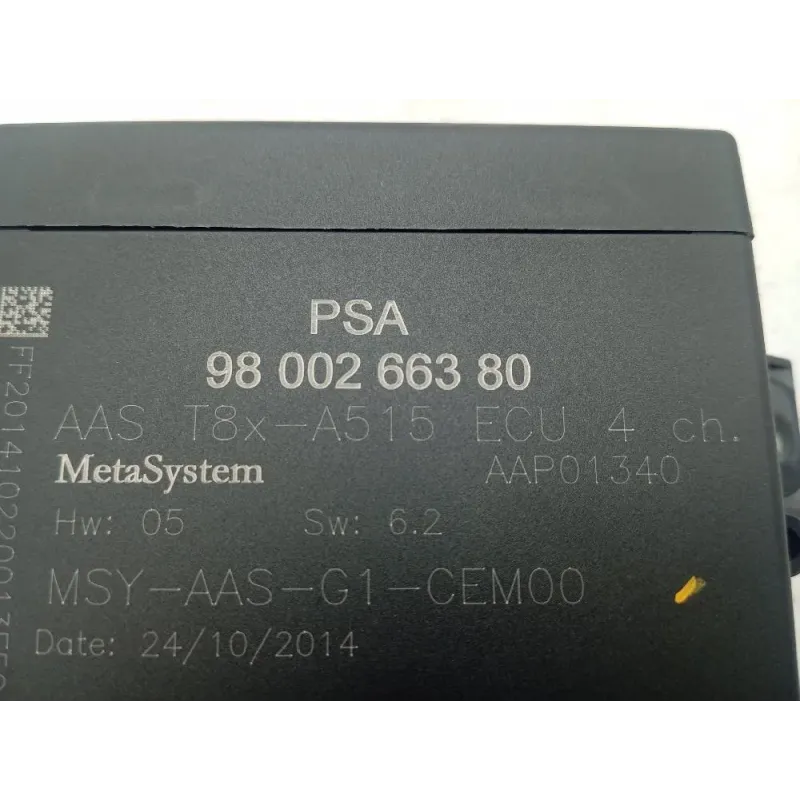 PSA
98 002 663 80
AAS T8x-A515 ECU 4 ch.
MetaSystem AAP01340
Hw: 05 Sw: 6.2
MSY-AAS-G1-CEM00
Date: 24/10/2014